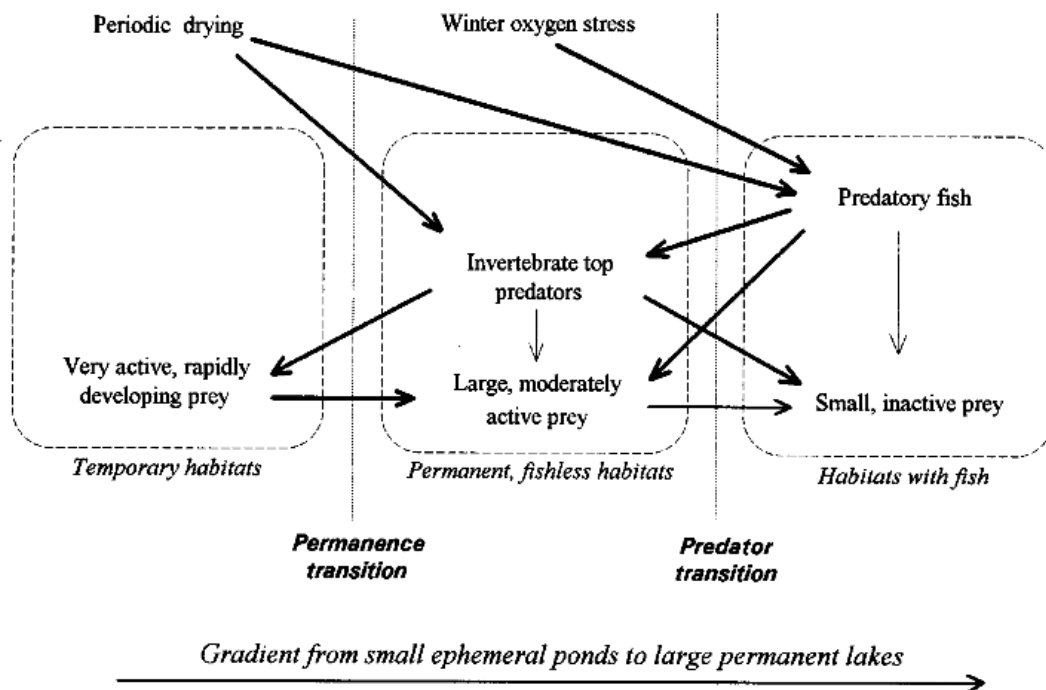 Periodic drying
Winter oxygen stress
Predatory fish
Invertebrate top
predators
Very active, rapidly
developing prey
Large, moderately
active prey
Small, inactive prey
Temporary habitats
Permanent, fishless habitats
Habitats with fish
Permanence
transition
Predator
transition
Gradient from small ephemeral ponds to large permanent lakes